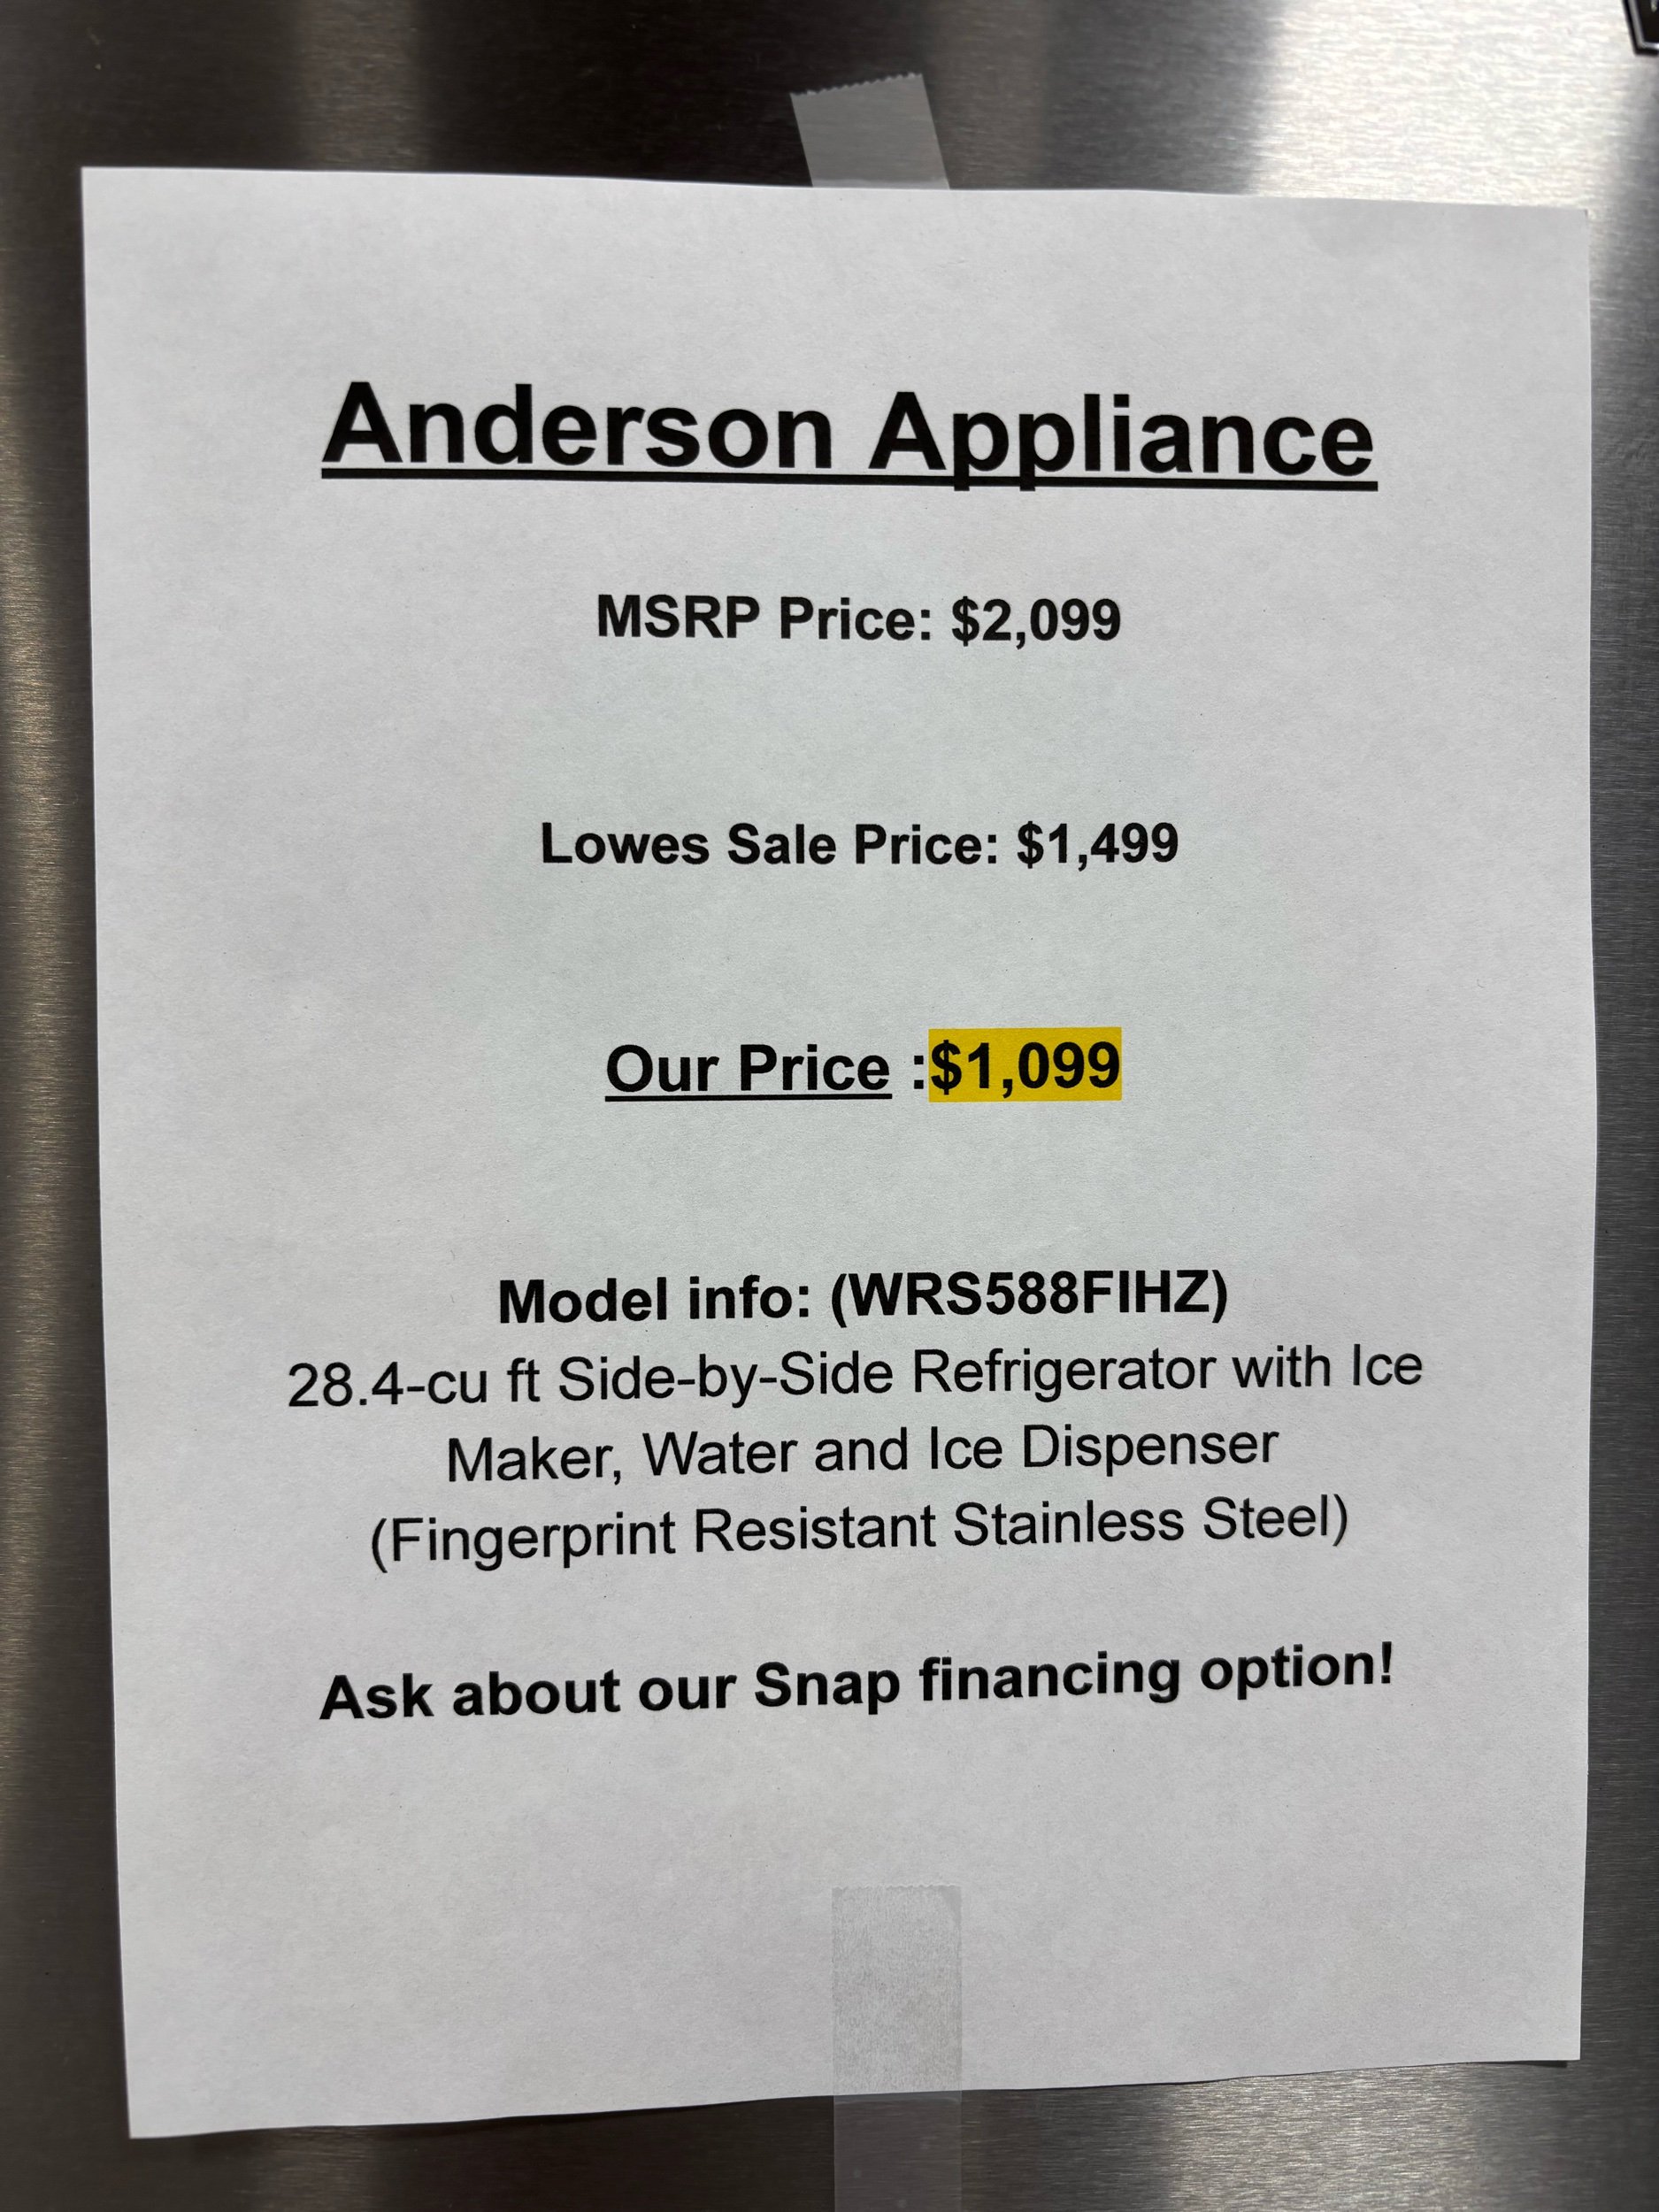 Anderson Appliance
MSRP Price: $2,099
Lowes Sale Price: $1,499
Our Price :$1,099
Model info: (WRS588FIHZ)
28.4-cu ft Side-by-Side Refrigerator with Ice
Maker, Water and Ice Dispenser
(Fingerprint Resistant Stainless Steel)
Ask about our Snap financing option!